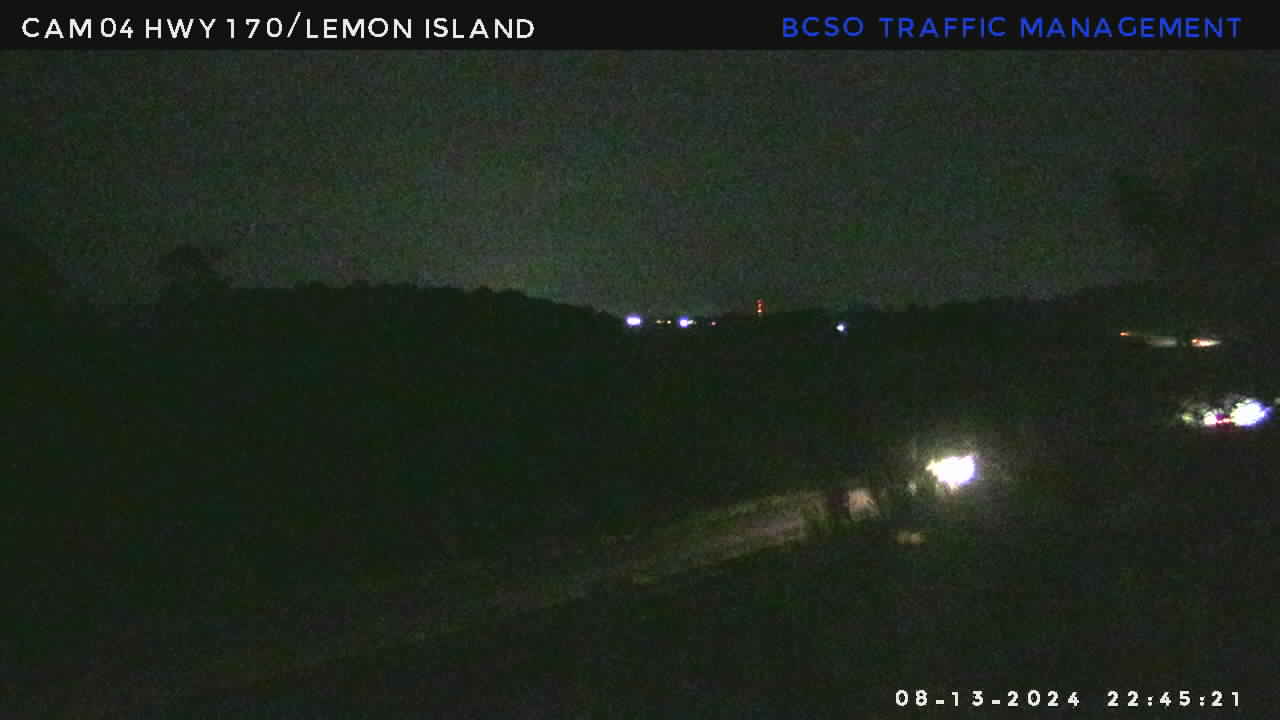 CAM04 HWY 170/LEMON ISLAND
BCSO TRAFFIC MANAGEMENT
08-13-2024 22:45:21